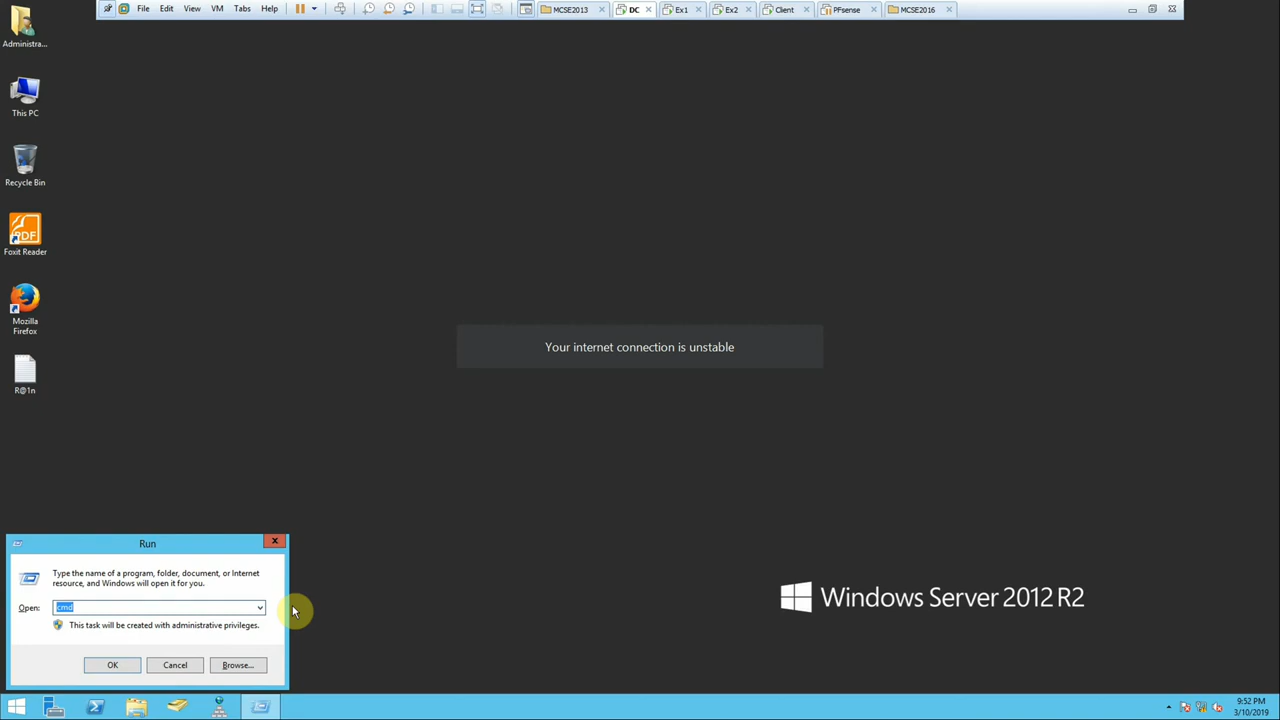 File Edit View VM Tabs Help MCSE2013 DC Ex1 Ex2 Client PFsense MCSE2016
Administra...
This PC
Recycle Bin
PDF
Foxit Reader
Mozilla
Firefox
R@1n
Your internet connection is unstable
Windows Server 2012 R2
Run
Type the name of a program, folder, document, or Internet
resource, and Windows will open it for you.
Open: cmd
This task will be created with administrative privileges.
OK Cancel Browse...
9:52 PM
3/10/2019